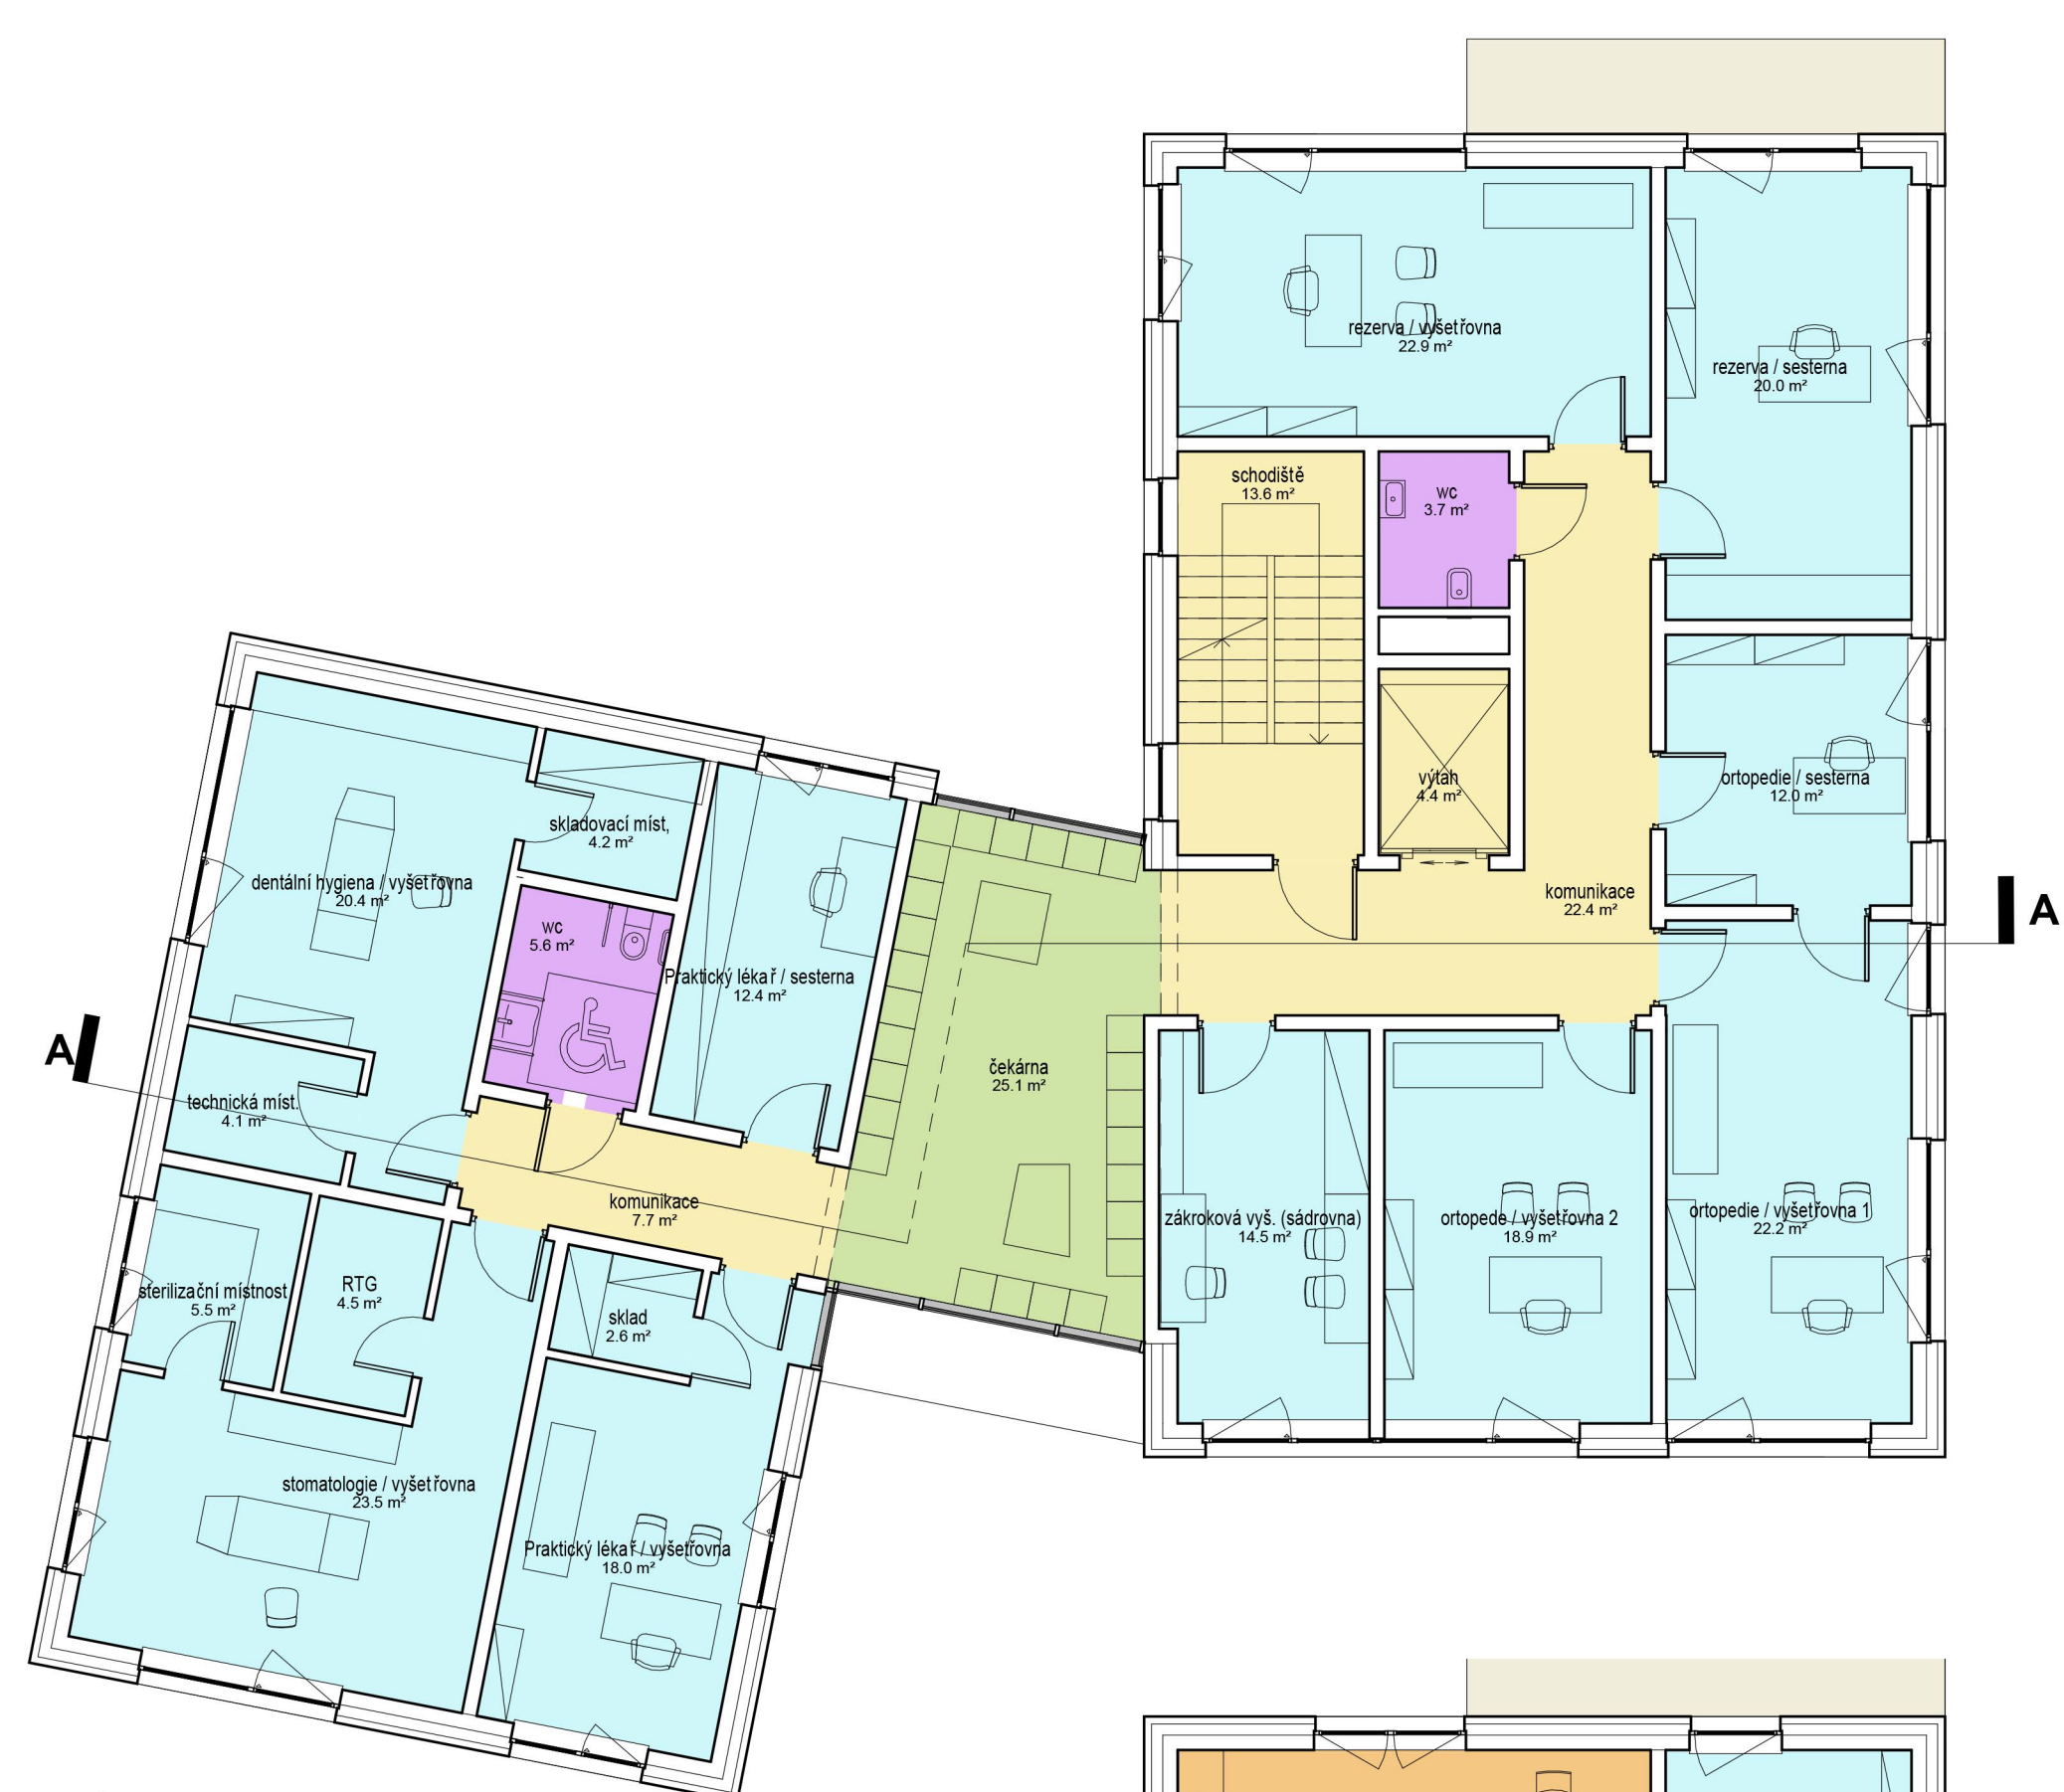 rezerva / vyšetřovna
22.9 m²
rezerva / sesterna
20.0 m²
schodiště
13.6 m²
wc
3.7 m²
výtah
4.4 m²
ortopedie / sesterna
12.0 m²
komunikace
22.4 m²
A
skladovací míst,
4.2 m²
dentální hygiena / vyšetřovna
20.4 m²
wc
5.6 m²
Praktický lékař / sesterna
12.4 m²
A
čekárna
25.1 m²
technická míst.
4.1 m²
komunikace
7.7 m²
zákroková vyš. (sádrovna)
14.5 m²
ortopede / vyšetřovna 2
18.9 m²
ortopedie / vyšetřovna 1
22.2 m²
sterilizační místnost
5.5 m²
RTG
4.5 m²
sklad
2.6 m²
stomatologie / vyšetřovna
23.5 m²
Praktický lékař / vyšetřovna
18.0 m²